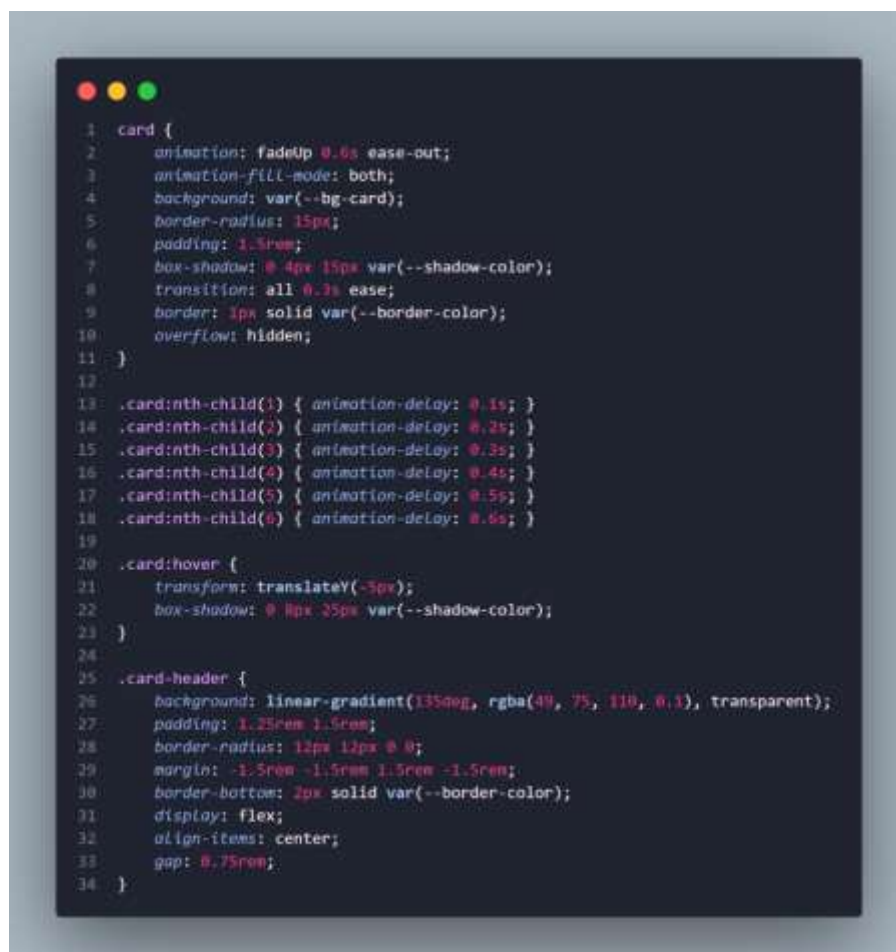 1 card {
2 animation: fadeUp 0.6s ease-out;
3 animation-fill-mode: both;
4 background: var(--bg-card);
5 border-radius: 15px;
6 padding: 1.5rem;
7 box-shadow: 0 4px 15px var(--shadow-color);
8 transition: all 0.3s ease;
9 border: 1px solid var(--border-color);
10 overflow: hidden;
11 }
12
13 .card:nth-child(1) { animation-delay: 0.1s; }
14 .card:nth-child(2) { animation-delay: 0.2s; }
15 .card:nth-child(3) { animation-delay: 0.3s; }
16 .card:nth-child(4) { animation-delay: 0.4s; }
17 .card:nth-child(5) { animation-delay: 0.5s; }
18 .card:nth-child(6) { animation-delay: 0.6s; }
19
20 .card:hover {
21 transform: translateY(-5px);
22 box-shadow: 0 8px 25px var(--shadow-color);
23 }
24
25 .card-header {
26 background: linear-gradient(135deg, rgba(49, 75, 110, 0.1), transparent);
27 padding: 1.25rem 1.5rem;
28 border-radius: 12px 12px 0 0;
29 margin: -1.5rem -1.5rem 1.5rem -1.5rem;
30 border-bottom: 2px solid var(--border-color);
31 display: flex;
32 align-items: center;
33 gap: 0.75rem;
34 }